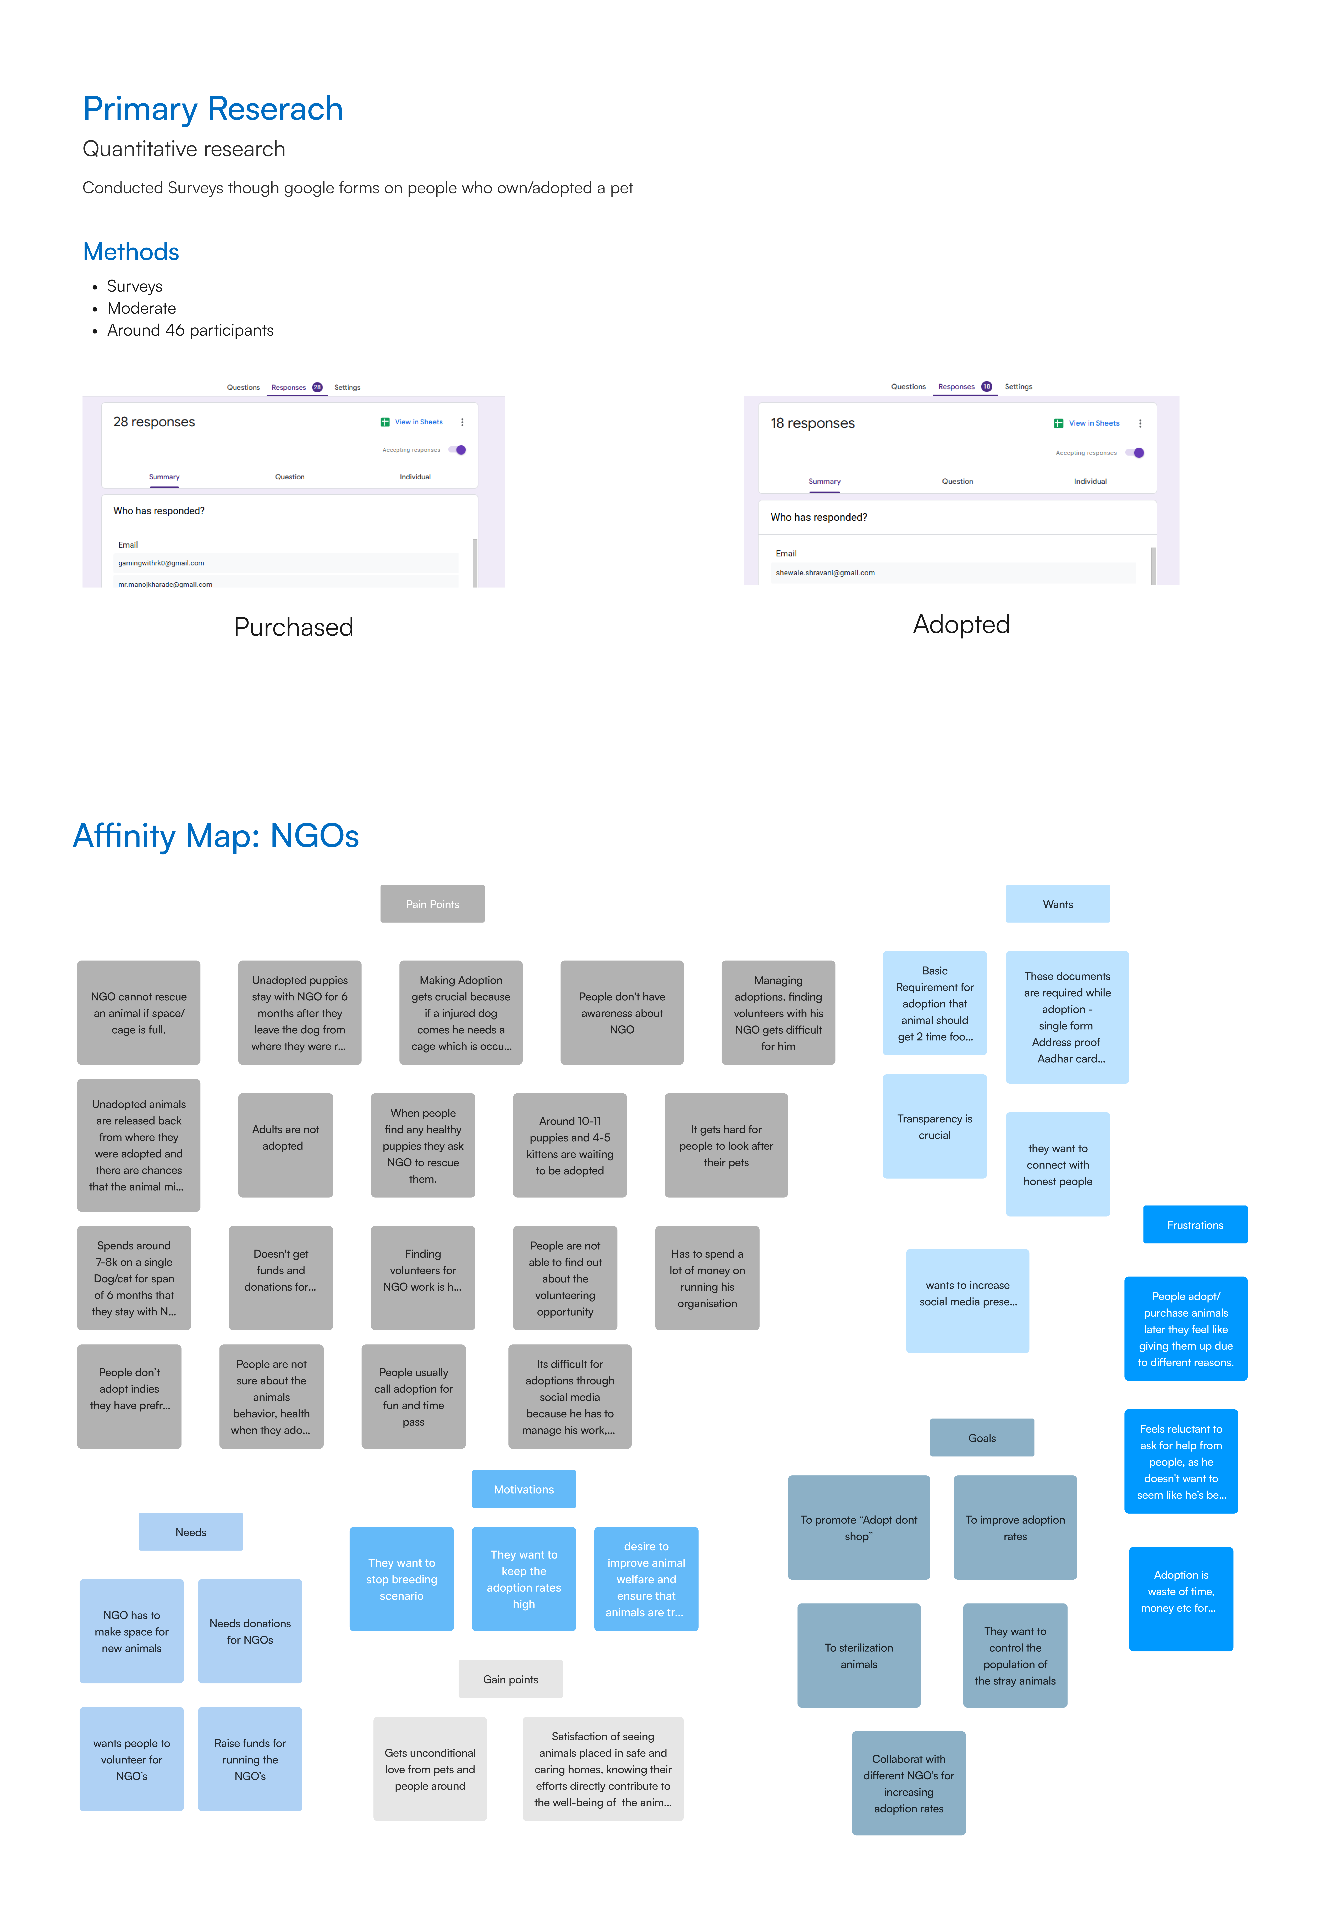 Primary Reserach
Quantitative research
Conducted Surveys though google forms on people who own/adopted a pet
Methods
• Surveys
• Moderate
• Around 46 participants
Questions Responses 28 Settings
28 responses
View in Sheets
Accepting responses
Summary Question Individual
Who has responded?
Email
gamingwithrk0@gmail.com
mr.manojkharade@gmail.com
Purchased
Questions Responses 18 Settings
18 responses
View in Sheets
Accepting responses
Summary Question Individual
Who has responded?
Email
shewale.shravani@gmail.com
Adopted
Affinity Map: NGOs
Pain Points
NGO cannot rescue
an animal if space/
cage is full,
Unadopted puppies
stay with NGO for 6
months after they
leave the dog from
where they were r...
Making Adoption
gets crucial because
if a injured dog
comes he needs a
cage which is occu...
People don't have
awareness about
NGO
Managing
adoptions, finding
volunteers with his
NGO gets difficult
for him
Unadopted animals
are released back
from where they
were adopted and
there are chances
that the animal mi...
Adults are not
adopted
When people
find any healthy
puppies they ask
NGO to rescue
them.
Around 10-11
puppies and 4-5
kittens are waiting
to be adopted
It gets hard for
people to look after
their pets
Spends around
7-8k on a single
Dog/cat for span
of 6 months that
they stay with N...
Doesn't get
funds and
donations for...
Finding
volunteers for
NGO work is h...
People are not
able to find out
about the
volunteering
opportunity
Has to spend a
lot of money on
running his
organisation
People don't
adopt indies
they have prefr...
People are not
sure about the
animals
behavior, health
when they ado...
People usually
call adoption for
fun and time
pass
Its difficult for
adoptions through
social media
because he has to
manage his work,...
Wants
Basic
Requirement for
adoption that
animal should
get 2 time foo...
These documents
are required while
adoption -
single form
Address proof
Aadhar card...
Transparency is
crucial
they want to
connect with
honest people
wants to increase
social media prese...
Frustrations
People adopt/
purchase animals
later they feel like
giving them up due
to different reasons.
Feels reluctant to
ask for help from
people, as he
doesn't want to
seem like he's be...
Adoption is
waste of time,
money etc for...
Goals
To promote “Adopt dont
shop”
To improve adoption
rates
To sterilization
animals
They want to
control the
population of
the stray animals
Collaborat with
different NGO's for
increasing
adoption rates
Motivations
They want to
stop breeding
scenario
They want to
keep the
adoption rates
high
desire to
improve animal
welfare and
ensure that
animals are tr...
Needs
NGO has to
make space for
new animals
Needs donations
for NGOs
wants people to
volunteer for
NGO's
Raise funds for
running the
NGO's
Gain points
Gets unconditional
love from pets and
people around
Satisfaction of seeing
animals placed in safe and
caring homes, knowing their
efforts directly contribute to
the well-being of the anim...